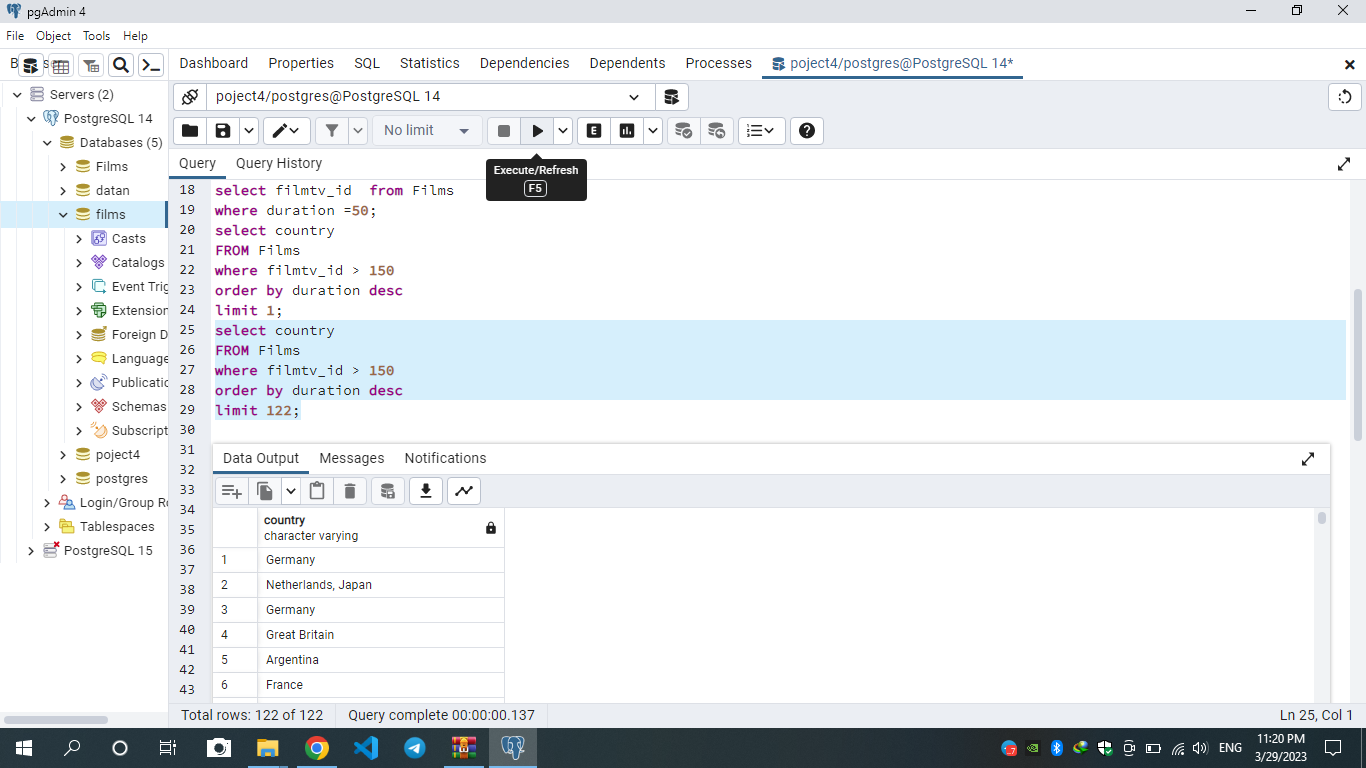 pgAdmin 4
File Object Tools Help
Dashboard Properties SQL Statistics Dependencies Dependents Processes poject4/postgres@PostgreSQL 14*
Servers (2)
PostgreSQL 14
Databases (5)
Films
datan
films
Casts
Catalogs
Event Trig
Extension
Foreign D
Language
Publicatic
Schemas
Subscript
poject4
postgres
Login/Group Ro
Tablespaces
PostgreSQL 15
poject4/postgres@PostgreSQL 14
No limit
E
Query Query History
Execute/Refresh
F5
18 select filmtv_id  from Films
19 where duration =50;
20 select country
21 FROM Films
22 where filmtv_id > 150
23 order by duration desc
24 limit 1;
25 select country
26 FROM Films
27 where filmtv_id > 150
28 order by duration desc
29 limit 122;
30
31
32
33
34
35
36
37
38
39
40
41
42
43
Data Output Messages Notifications
country
character varying
1 Germany
2 Netherlands, Japan
3 Germany
4 Great Britain
5 Argentina
6 France
Total rows: 122 of 122 Query complete 00:00:00.137 Ln 25, Col 1
ENG
11:20 PM
3/29/2023